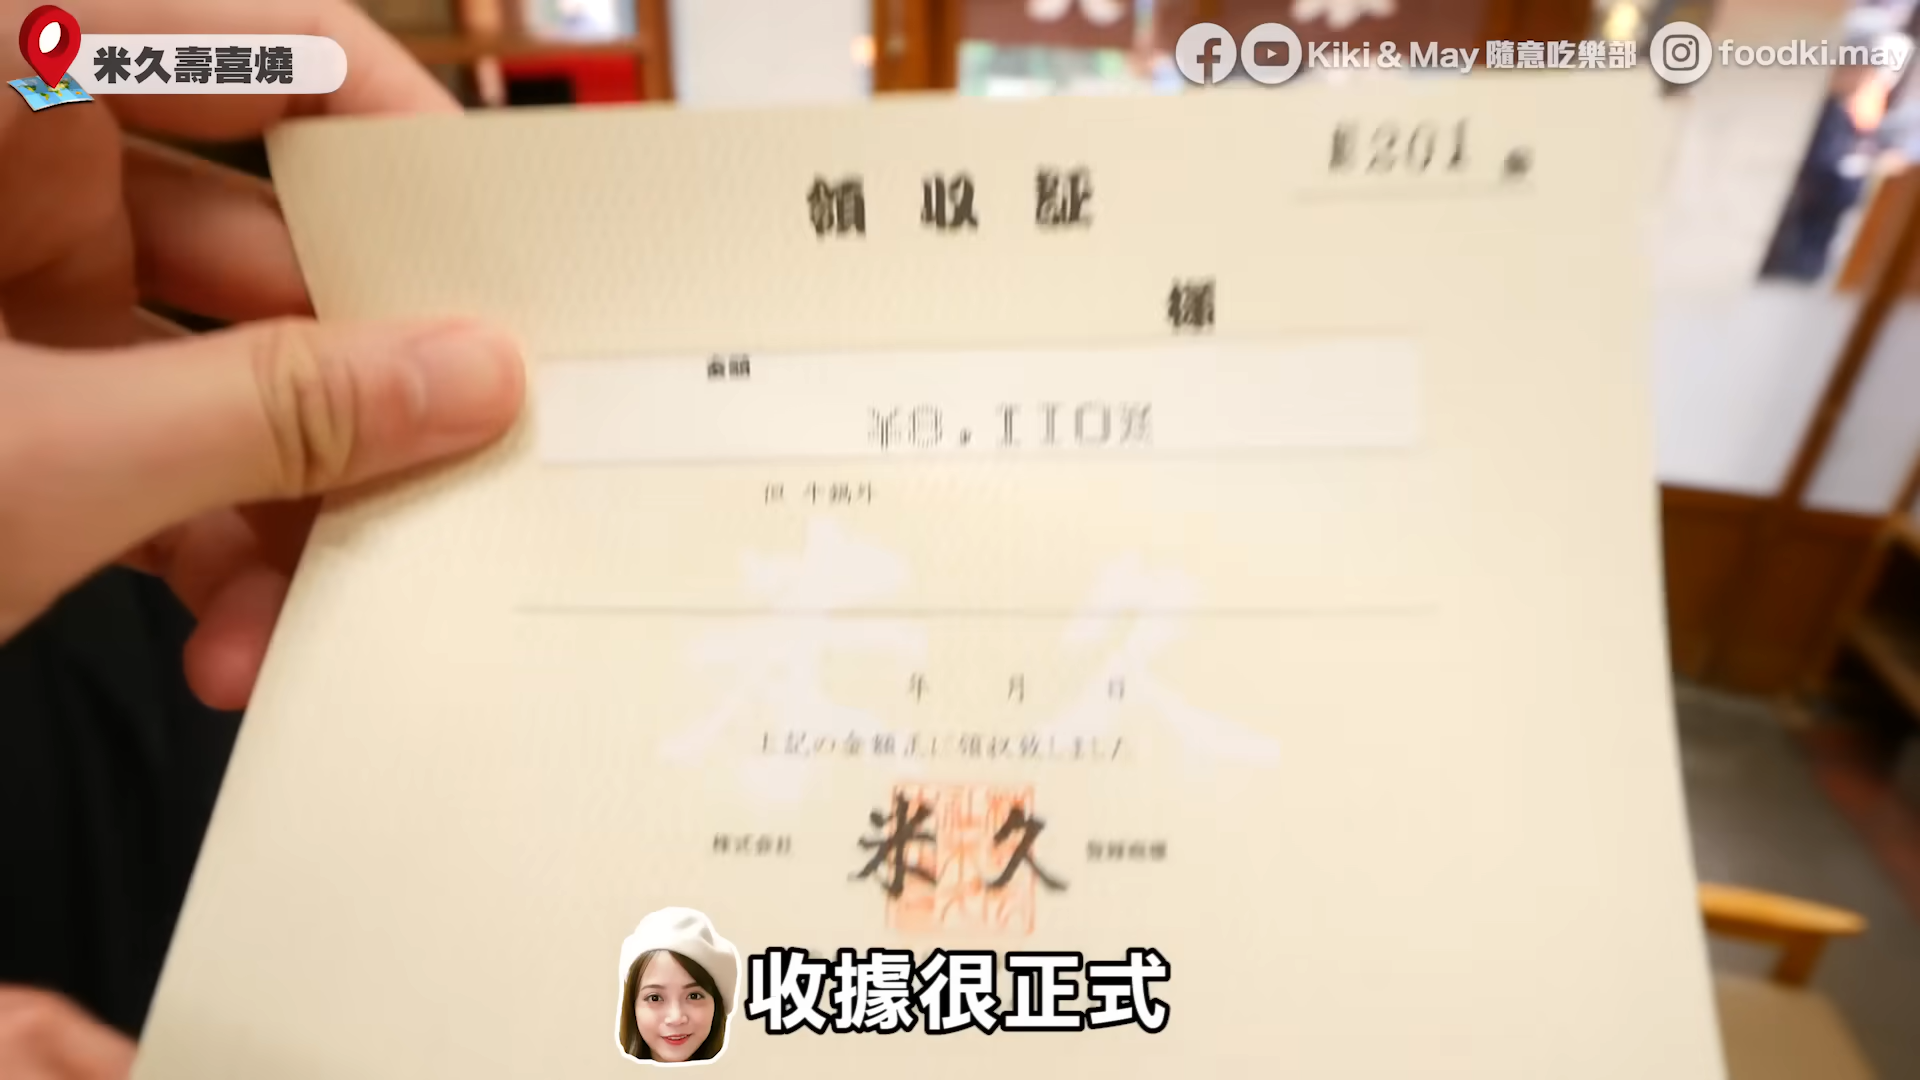 米久壽喜燒
Kiki & May 隨意吃樂部
foodki.may
領収証
様
但 牛鍋斗
年 月 日
上記の金額正に領収致しました
株式会社 米久
收據很正式